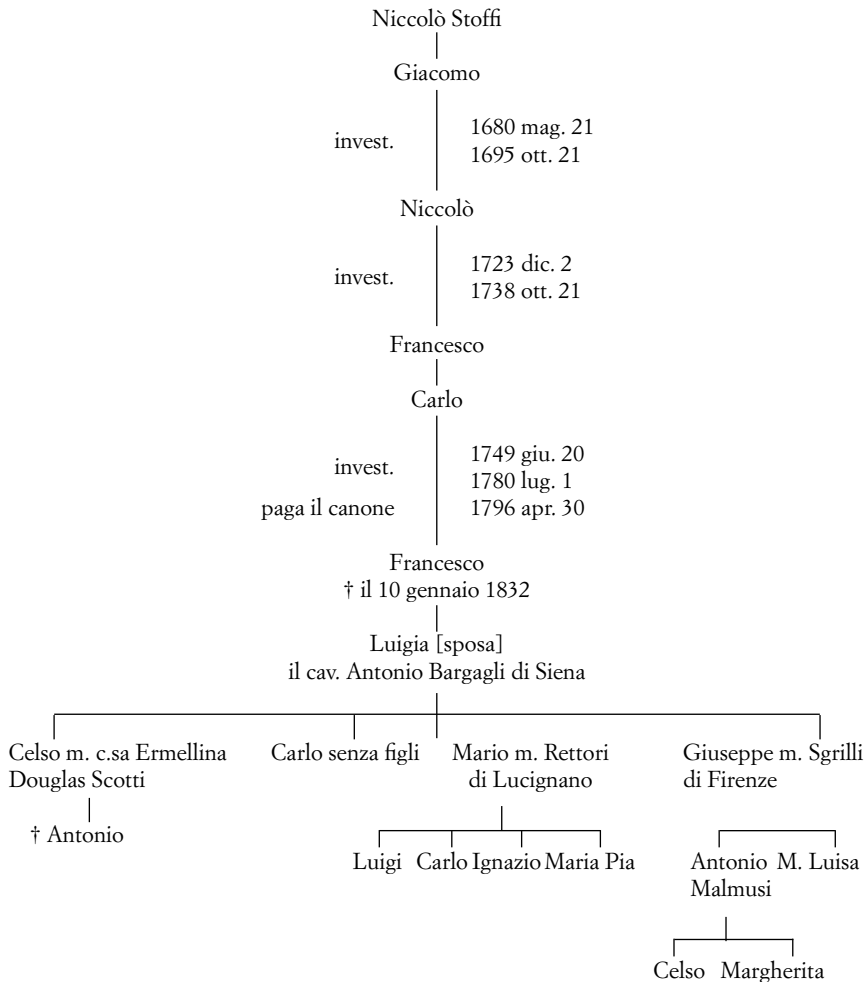 Niccolò Stoffi
Giacomo
invest.
1680 mag. 21
1695 ott. 21
Niccolò
invest.
1723 dic. 2
1738 ott. 21
Francesco
Carlo
invest.
1749 giu. 20
1780 lug. 1
paga il canone
1796 apr. 30
Francesco
† il 10 gennaio 1832
Luigia [sposa]
il cav. Antonio Bargagli di Siena
Celso m. c.sa Ermellina
Douglas Scotti
Carlo senza figli
Mario m. Rettori
di Lucignano
Giuseppe m. Sgrilli
di Firenze
† Antonio
Luigi
Carlo
Ignazio
Maria Pia
Antonio
Malmusi
M. Luisa
Celso
Margherita